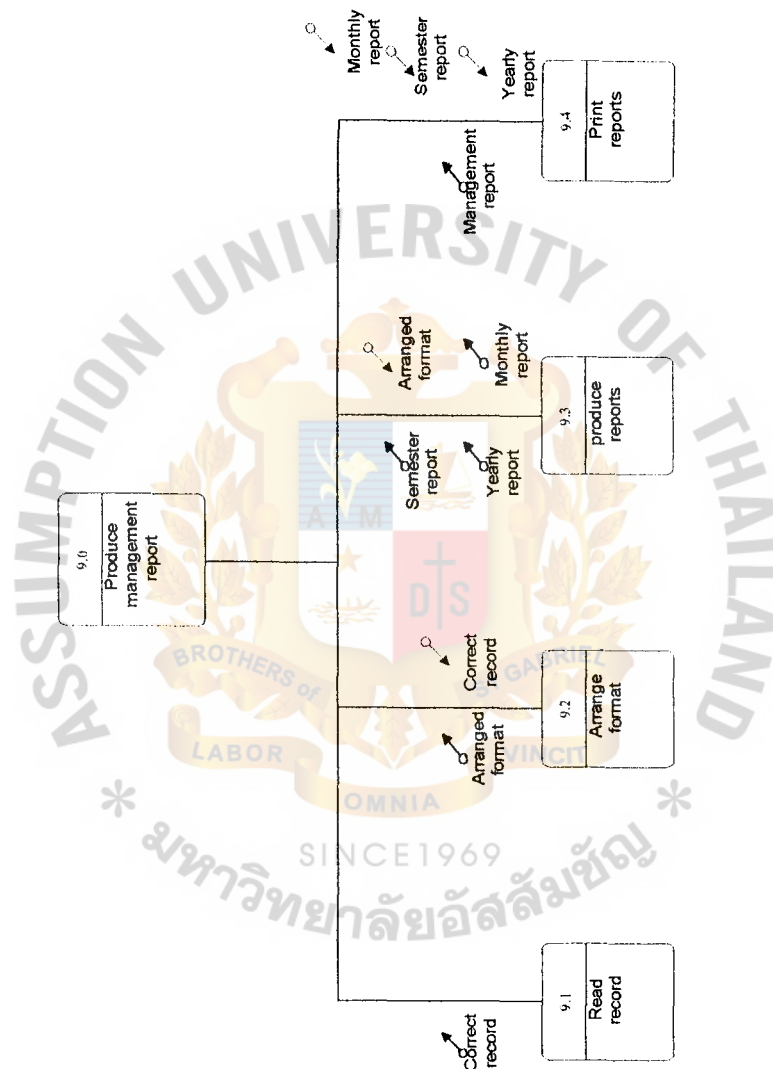 9.0
Produce
management
report
9.1
Read
record
Correct
record
9.2
Arrange
format
Arranged
format
Correct
record
9.3
produce
reports
Semester
report
Yearly
report
Arranged
format
Monthly
report
9.4
Print
reports
Management
report
Monthly
report
Semester
report
Yearly
report
ASSUMPTION UNIVERSITY OF THAILAND
A M
D S
BROTHERS of ST GABRIEL
LABOR
OMNIA
VINCIT
SINCE1969
* มหาวิทยาลัยอัสสัมชัญ *